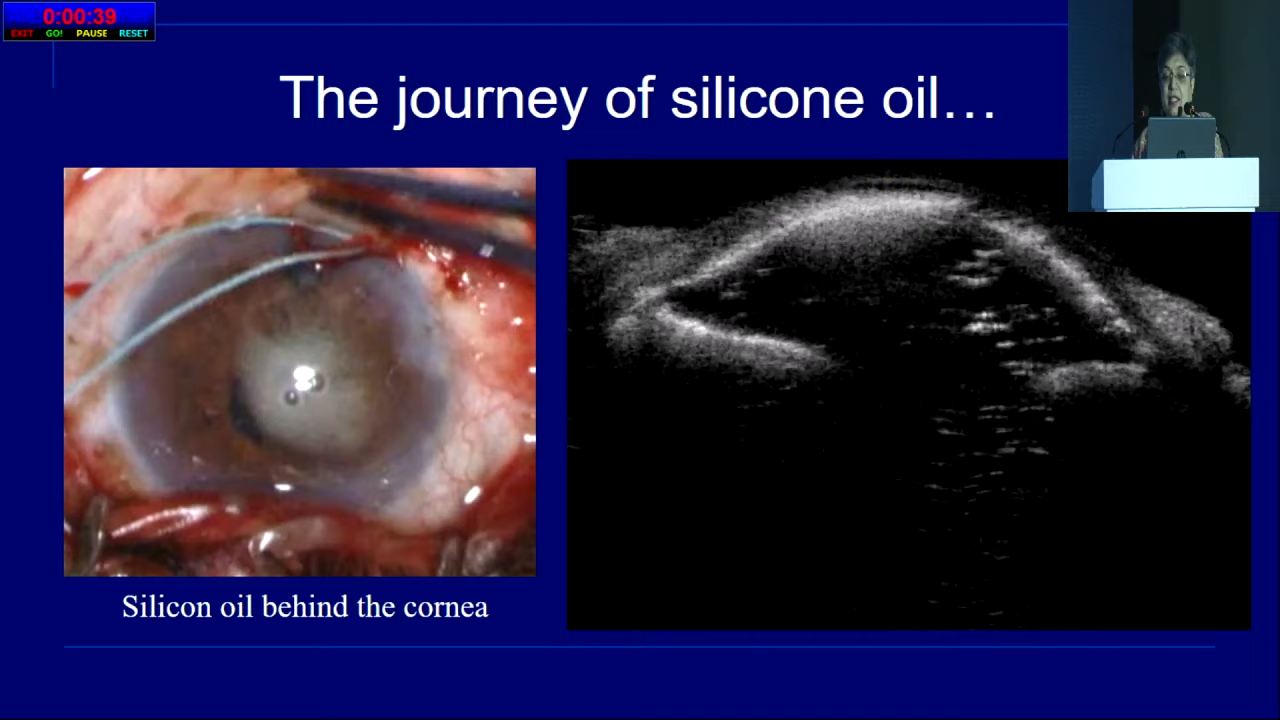 0:00:39
EXIT GO! PAUSE RESET
The journey of silicone oil…
Silicon oil behind the cornea